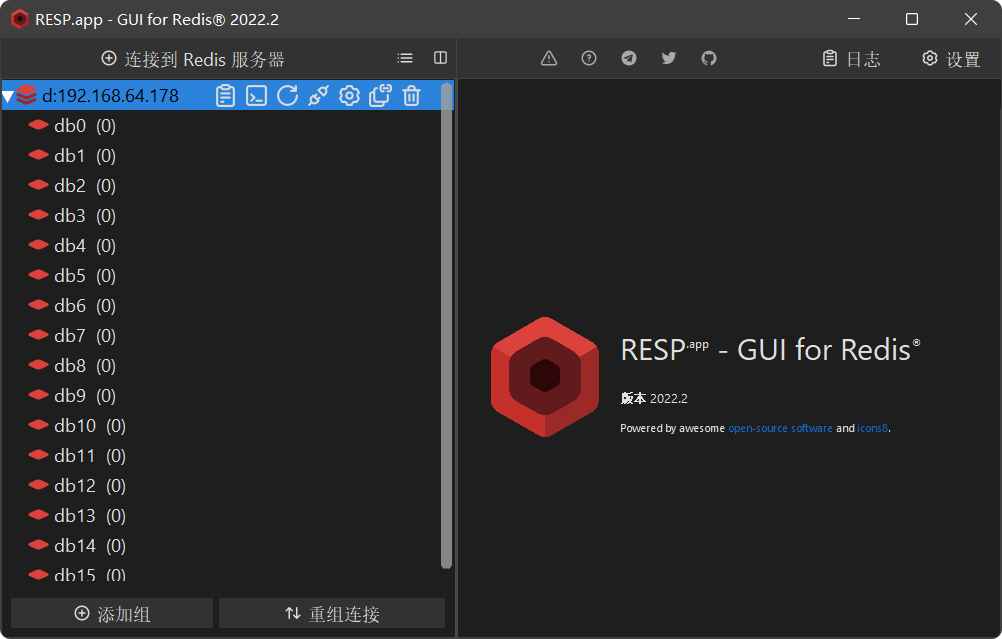 RESP.app - GUI for Redis® 2022.2
连接到 Redis 服务器
日志
设置
d:192.168.64.178
db0 (0)
db1 (0)
db2 (0)
db3 (0)
db4 (0)
db5 (0)
db6 (0)
db7 (0)
db8 (0)
db9 (0)
db10 (0)
db11 (0)
db12 (0)
db13 (0)
db14 (0)
db15 (0)
添加组
重组连接
RESP.app - GUI for Redis®
版本 2022.2
Powered by awesome open-source software and icons8.